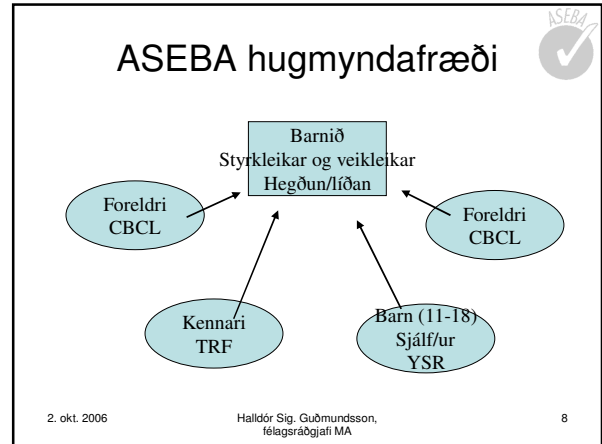 ASEBA
ASEBA hugmyndafræði
Barnið
Styrkleikar og veikleikar
Hegðun/líðan
Foreldri
CBCL
Foreldri
CBCL
Kennari
TRF
Barn (11-18)
Sjálf/ur
YSR
2. okt. 2006
Halldór Sig. Guðmundsson,
félagsráðgjafi MA
8